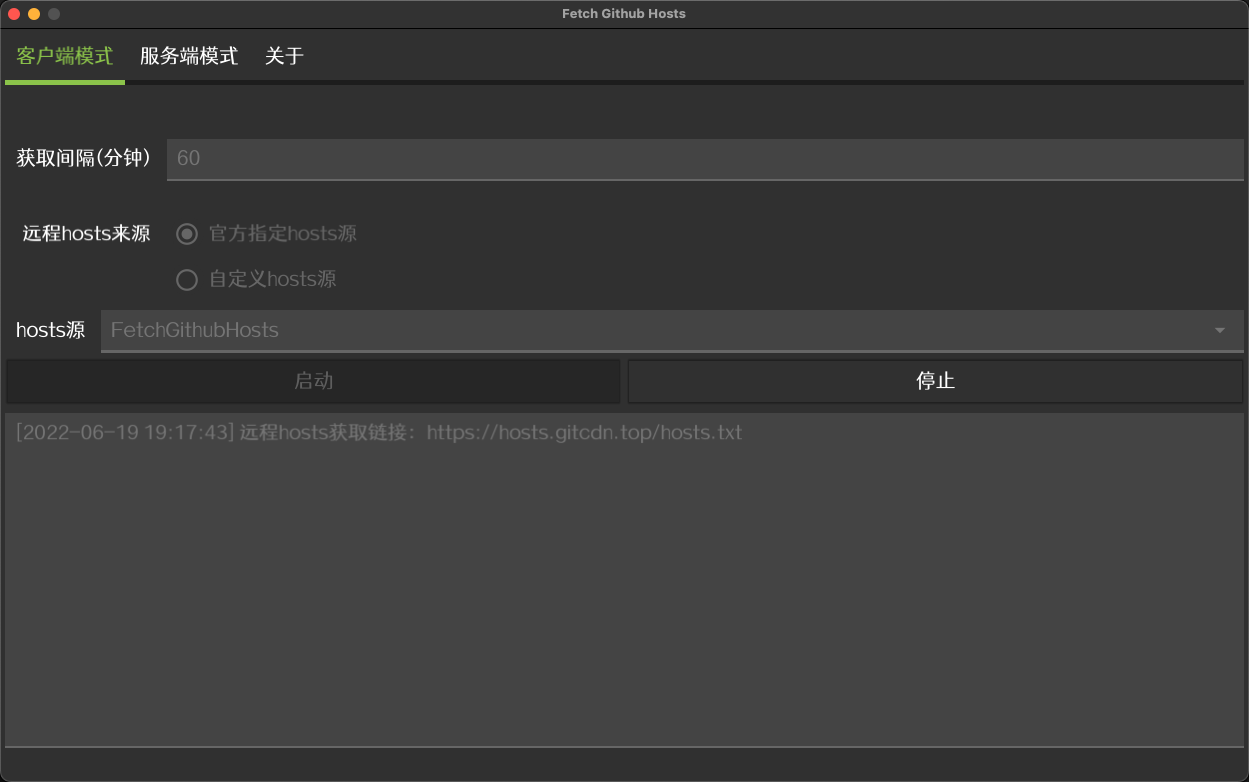 Fetch Github Hosts
客户端模式 服务端模式 关于
获取间隔(分钟) 60
远程hosts来源 官方指定hosts源
自定义hosts源
hosts源 FetchGithubHosts
启动 停止
[2022-06-19 19:17:43] 远程hosts获取链接：https://hosts.gitcdn.top/hosts.txt